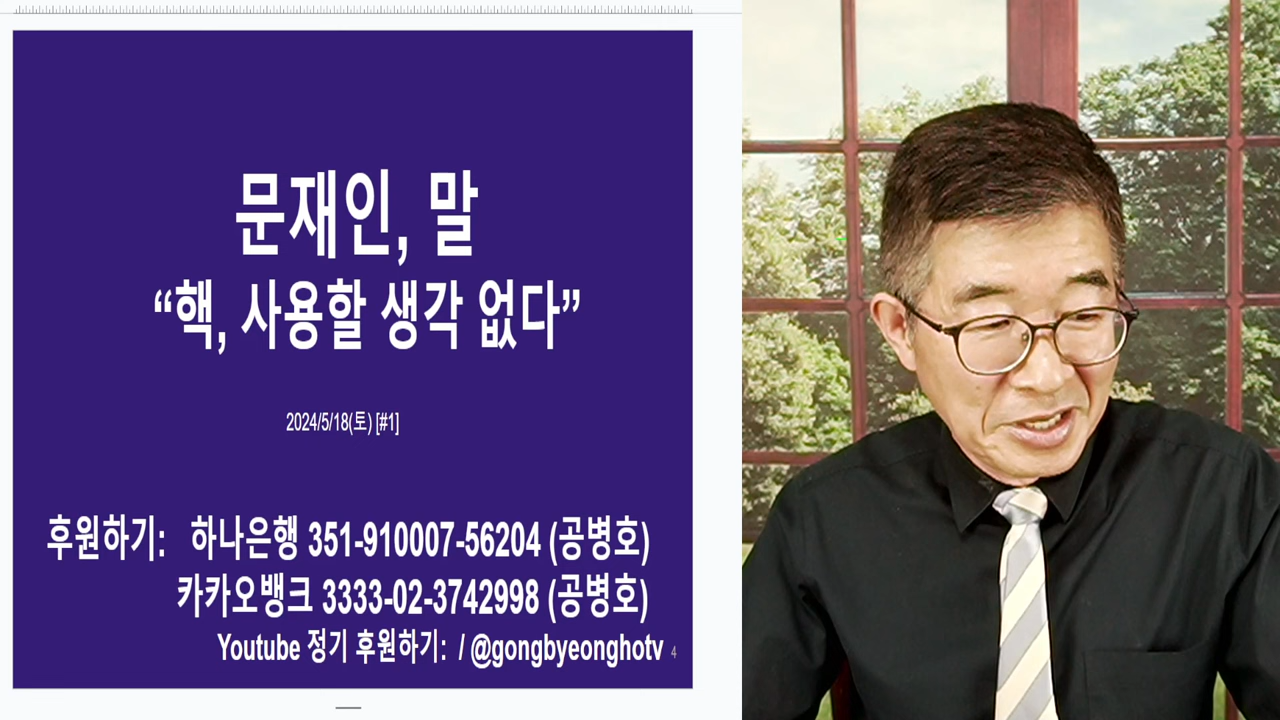 문재인, 말
“핵, 사용할 생각 없다”
2024/5/18(토) [#1]
후원하기: 하나은행 351-910007-56204 (공병호)
카카오뱅크 3333-02-3742998 (공병호)
Youtube 정기 후원하기: / @gongbyeonghotv
4